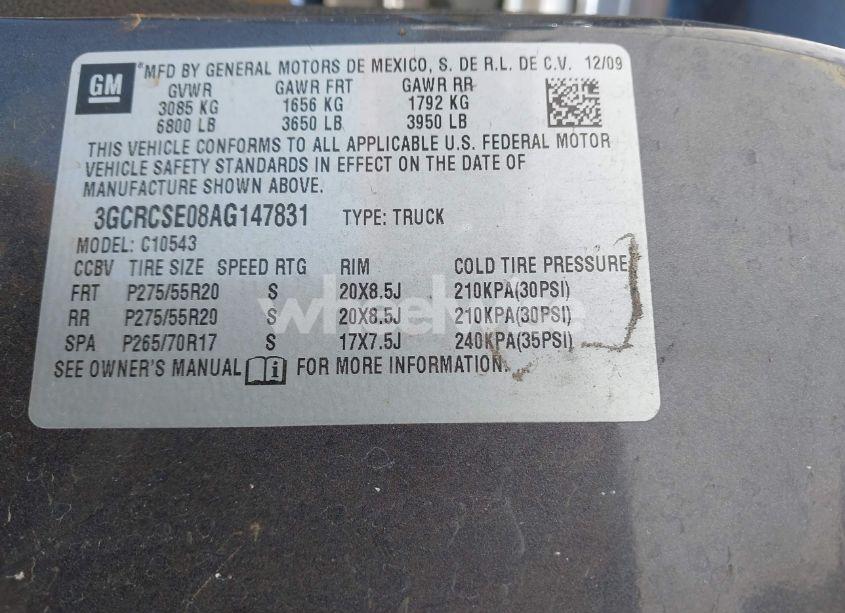 GM
MFD BY GENERAL MOTORS DE MEXICO, S. DE R.L. DE C.V. 12/09
GVWR GAWR FRT GAWR RR
3085 KG 1656 KG 1792 KG
6800 LB 3650 LB 3950 LB
THIS VEHICLE CONFORMS TO ALL APPLICABLE U.S. FEDERAL MOTOR
VEHICLE SAFETY STANDARDS IN EFFECT ON THE DATE OF
MANUFACTURE SHOWN ABOVE.
3GCRCSE08AG147831 TYPE: TRUCK
MODEL: C10543
CCBV TIRE SIZE SPEED RTG RIM COLD TIRE PRESSURE
FRT P275/55R20 S 20X8.5J 210KPA(30PSI)
RR P275/55R20 S 20X8.5J 210KPA(30PSI)
SPA P265/70R17 S 17X7.5J 240KPA(35PSI)
SEE OWNER'S MANUAL FOR MORE INFORMATION.